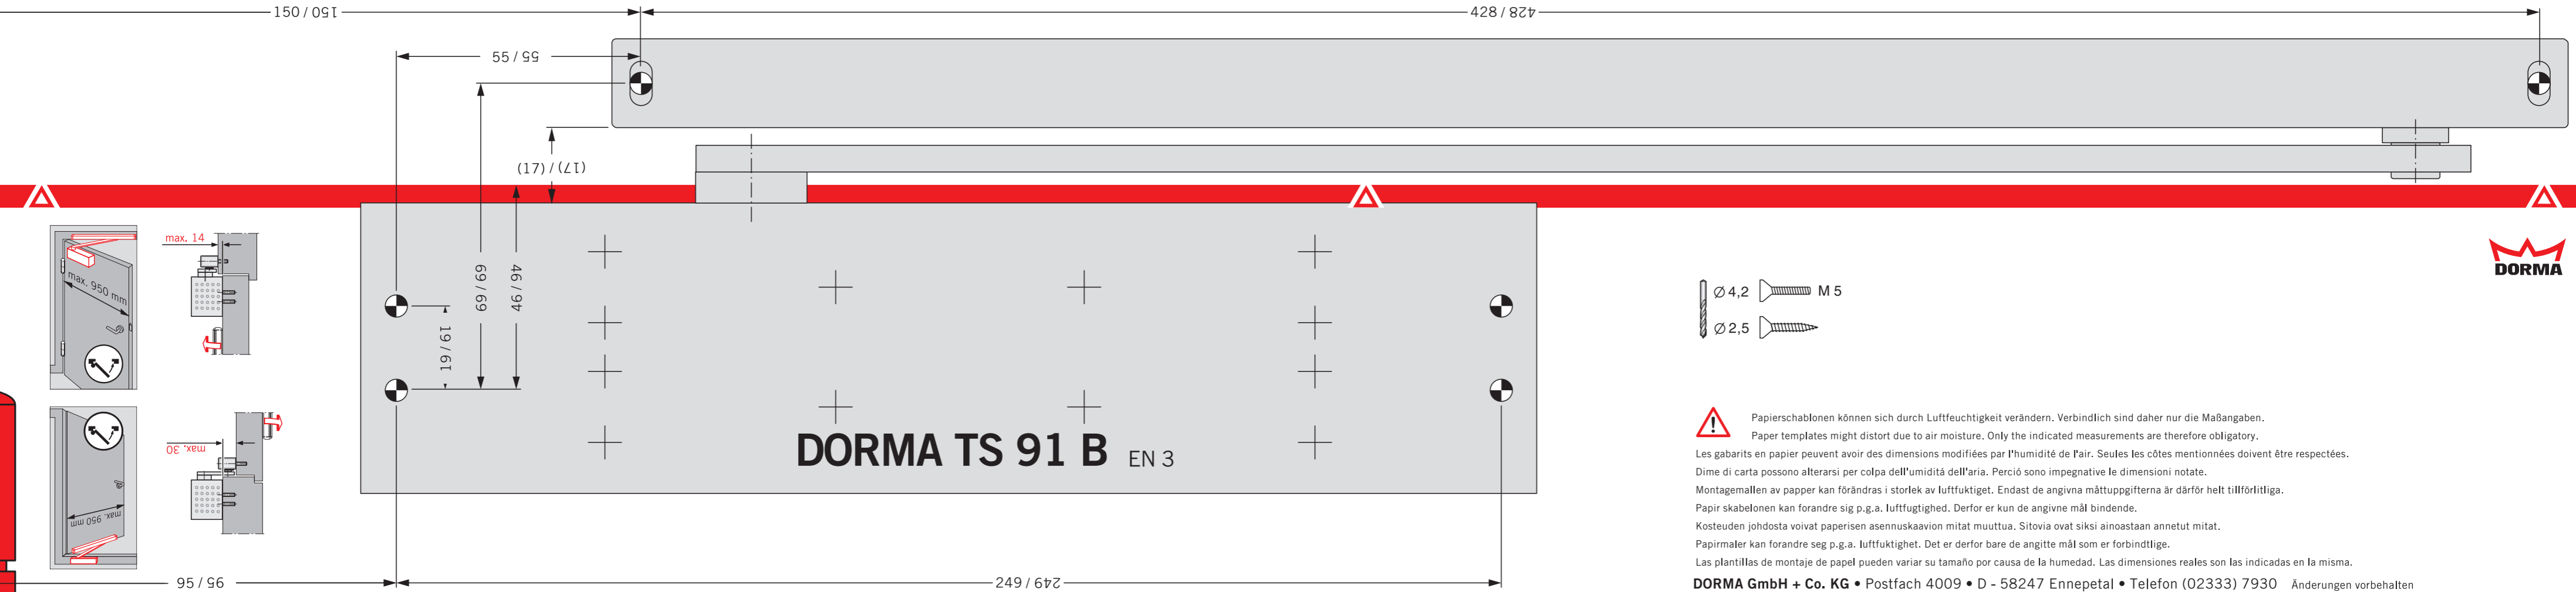 150 / 150
428 / 428
55 / 55
(17) / (17)
max. 14
max. 950 mm
69 / 69
46 / 46
19 / 19
DORMA
Ø 4,2 M 5
Ø 2,5
max. 30
max. 950 mm
DORMA TS 91 B EN 3
Papierschablonen können sich durch Luftfeuchtigkeit verändern. Verbindlich sind daher nur die Maßangaben.
Paper templates might distort due to air moisture. Only the indicated measurements are therefore obligatory.
Les gabarits en papier peuvent avoir des dimensions modifiées par l'humidité de l'air. Seules les côtes mentionnées doivent être respectées.
Dime di carta possono alterarsi per colpa dell'umiditá dell'aria. Perció sono impegnative le dimensioni notate.
Montagemallen av papper kan förändras i storlek av luftfuktiget. Endast de angivna måttuppgifterna är därför helt tillförlitliga.
Papir skabelonen kan forandre sig p.g.a. luftfugtighed. Derfor er kun de angivne mål bindende.
Kosteuden johdosta voivat paperisen asennuskaavion mitat muuttua. Sitovia ovat siksi ainoastaan annetut mitat.
Papirmaler kan forandre seg p.g.a. luftfuktighet. Det er derfor bare de angitte mål som er forbindtlige.
Las plantillas de montaje de papel pueden variar su tamaño por causa de la humedad. Las dimensiones reales son las indicadas en la misma.
95 / 95
249 / 249
DORMA GmbH + Co. KG • Postfach 4009 • D - 58247 Ennepetal • Telefon (02333) 7930 Änderungen vorbehalten